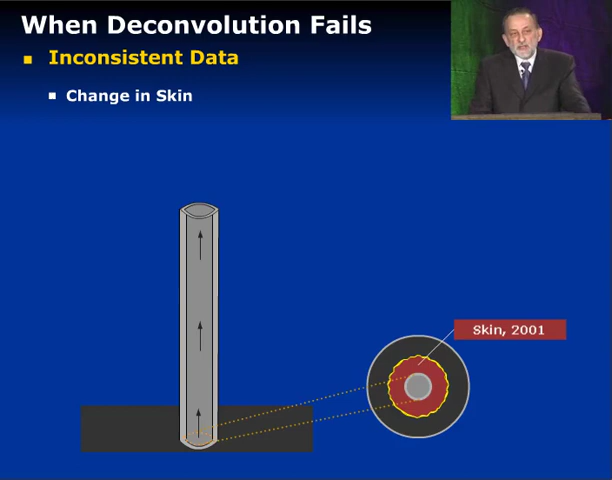 When Deconvolution Fails
Inconsistent Data
Change in Skin
Skin, 2001